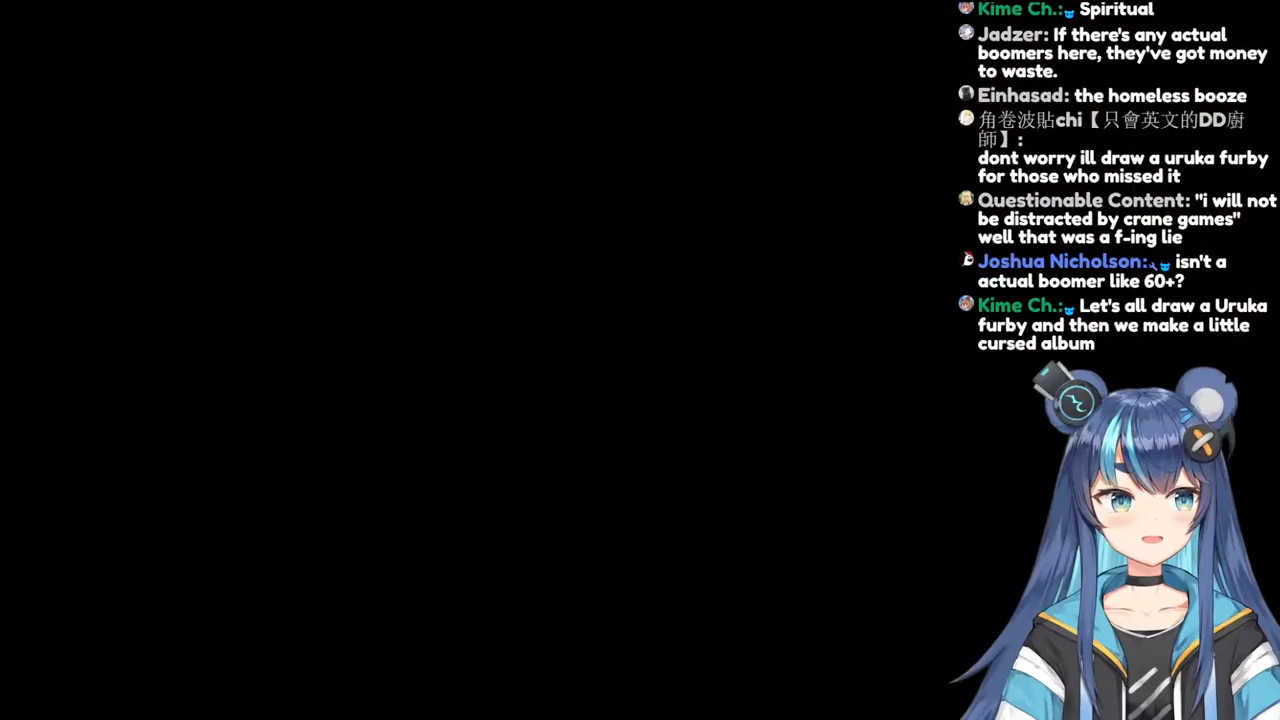 Kime Ch.: Spiritual
Jadzer: If there's any actual
boomers here, they've got money
to waste.
Einhasad: the homeless booze
角卷波貼chi【只會英文的DD廚
師】:
dont worry ill draw a uruka furby
for those who missed it
Questionable Content: "i will not
be distracted by crane games"
well that was a f-ing lie
Joshua Nicholson: isn't a
actual boomer like 60+?
Kime Ch.: Let's all draw a Uruka
furby and then we make a little
cursed album